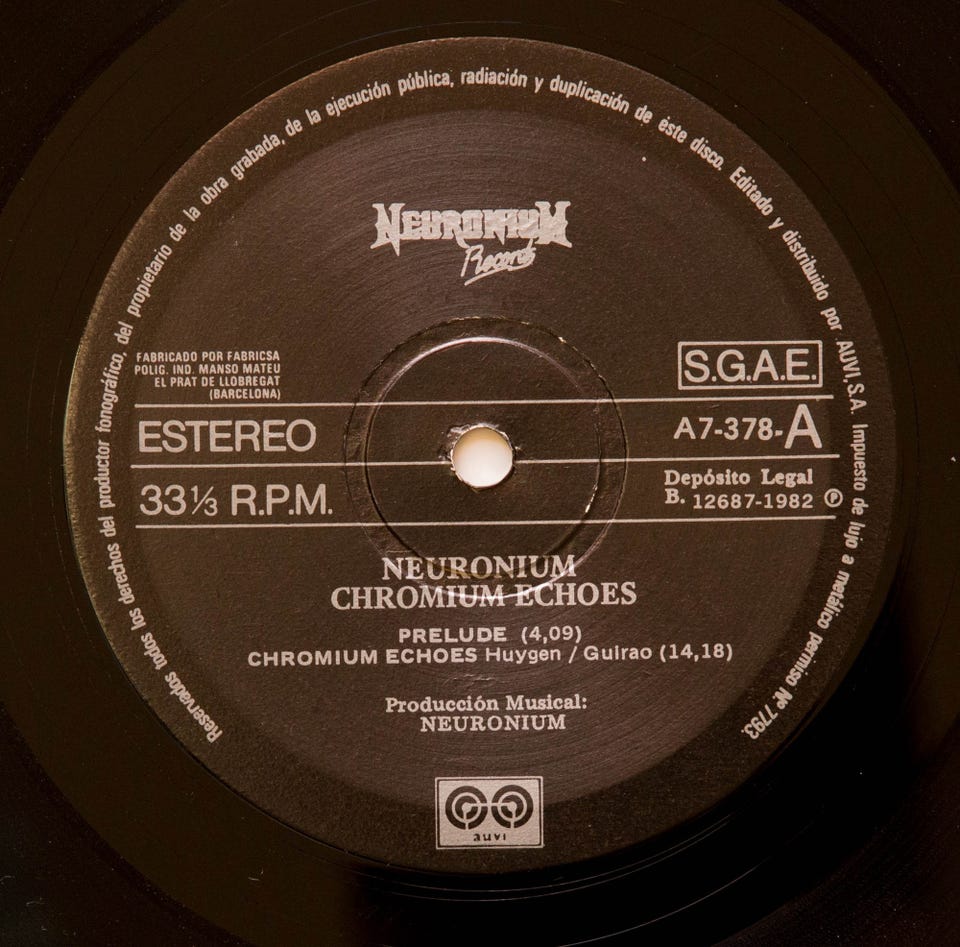 Reservados todos los derechos del productor fonográfico, del propietario de la obra grabada, de la ejecución pública, radiación y duplicación de éste disco. Editado y distribuido por AUVI, S.A. Impuesto de lujo a metálico permiso Nº 7793.
NEURONIUM
Records
FABRICADO POR FABRICSA
POLIG. IND. MANSO MATEU
EL PRAT DE LLOBREGAT
(BARCELONA)
S.G.A.E.
ESTEREO
A7-378-A
33⅓ R.P.M.
Depósito Legal
B. 12687-1982 ℗
NEURONIUM
CHROMIUM ECHOES
PRELUDE (4,09)
CHROMIUM ECHOES Huygen / Guirao (14,18)
Producción Musical:
NEURONIUM
auvi